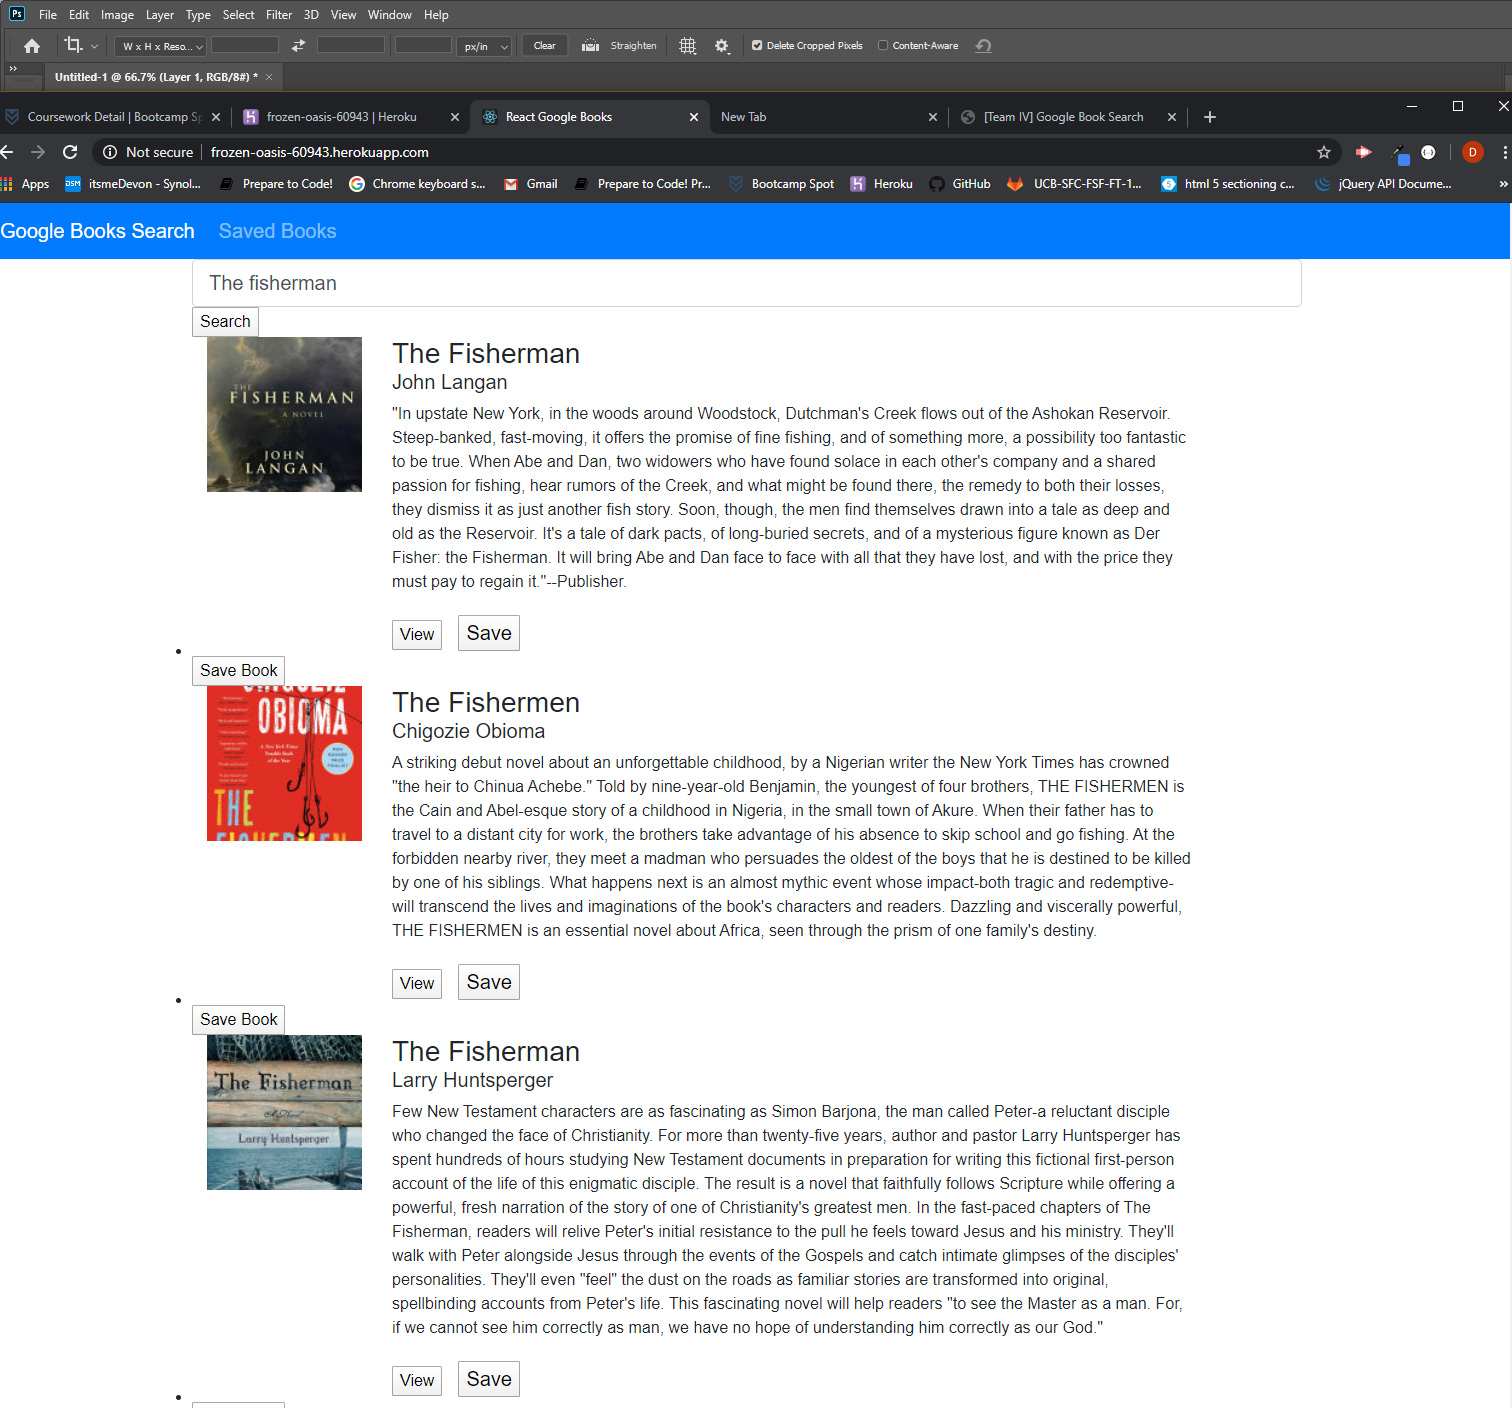 Ps File Edit Image Layer Type Select Filter 3D View Window Help
W x H x Reso... px/in Clear Straighten Delete Cropped Pixels Content-Aware
Untitled-1 @ 66.7% (Layer 1, RGB/8#) * ×
Coursework Detail | Bootcamp Sp frozen-oasis-60943 | Heroku React Google Books New Tab [Team IV] Google Book Search
Not secure frozen-oasis-60943.herokuapp.com D
Apps DSM itsmeDevon - Synol... Prepare to Code! Chrome keyboard s... Gmail Prepare to Code! Pr... Bootcamp Spot Heroku GitHub UCB-SFC-FSF-FT-1... html 5 sectioning c... jQuery API Docume... »
Google Books Search Saved Books
The fisherman
Search
THE
FISHERMAN
A NOVEL
JOHN
LANGAN
The Fisherman
John Langan
"In upstate New York, in the woods around Woodstock, Dutchman's Creek flows out of the Ashokan Reservoir.
Steep-banked, fast-moving, it offers the promise of fine fishing, and of something more, a possibility too fantastic
to be true. When Abe and Dan, two widowers who have found solace in each other's company and a shared
passion for fishing, hear rumors of the Creek, and what might be found there, the remedy to both their losses,
they dismiss it as just another fish story. Soon, though, the men find themselves drawn into a tale as deep and
old as the Reservoir. It's a tale of dark pacts, of long-buried secrets, and of a mysterious figure known as Der
Fisher: the Fisherman. It will bring Abe and Dan face to face with all that they have lost, and with the price they
must pay to regain it."--Publisher.
View Save
Save Book
CHIGOZIE
OBIOMA
THE
FISHERMEN
The Fishermen
Chigozie Obioma
A striking debut novel about an unforgettable childhood, by a Nigerian writer the New York Times has crowned
"the heir to Chinua Achebe." Told by nine-year-old Benjamin, the youngest of four brothers, THE FISHERMEN is
the Cain and Abel-esque story of a childhood in Nigeria, in the small town of Akure. When their father has to
travel to a distant city for work, the brothers take advantage of his absence to skip school and go fishing. At the
forbidden nearby river, they meet a madman who persuades the oldest of the boys that he is destined to be killed
by one of his siblings. What happens next is an almost mythic event whose impact-both tragic and redemptive-
will transcend the lives and imaginations of the book's characters and readers. Dazzling and viscerally powerful,
THE FISHERMEN is an essential novel about Africa, seen through the prism of one family's destiny.
View Save
Save Book
The Fisherman
A Novel
Larry Huntsperger
The Fisherman
Larry Huntsperger
Few New Testament characters are as fascinating as Simon Barjona, the man called Peter-a reluctant disciple
who changed the face of Christianity. For more than twenty-five years, author and pastor Larry Huntsperger has
spent hundreds of hours studying New Testament documents in preparation for writing this fictional first-person
account of the life of this enigmatic disciple. The result is a novel that faithfully follows Scripture while offering a
powerful, fresh narration of the story of one of Christianity's greatest men. In the fast-paced chapters of The
Fisherman, readers will relive Peter's initial resistance to the pull he feels toward Jesus and his ministry. They'll
walk with Peter alongside Jesus through the events of the Gospels and catch intimate glimpses of the disciples'
personalities. They'll even "feel" the dust on the roads as familiar stories are transformed into original,
spellbinding accounts from Peter's life. This fascinating novel will help readers "to see the Master as a man. For,
if we cannot see him correctly as man, we have no hope of understanding him correctly as our God."
View Save